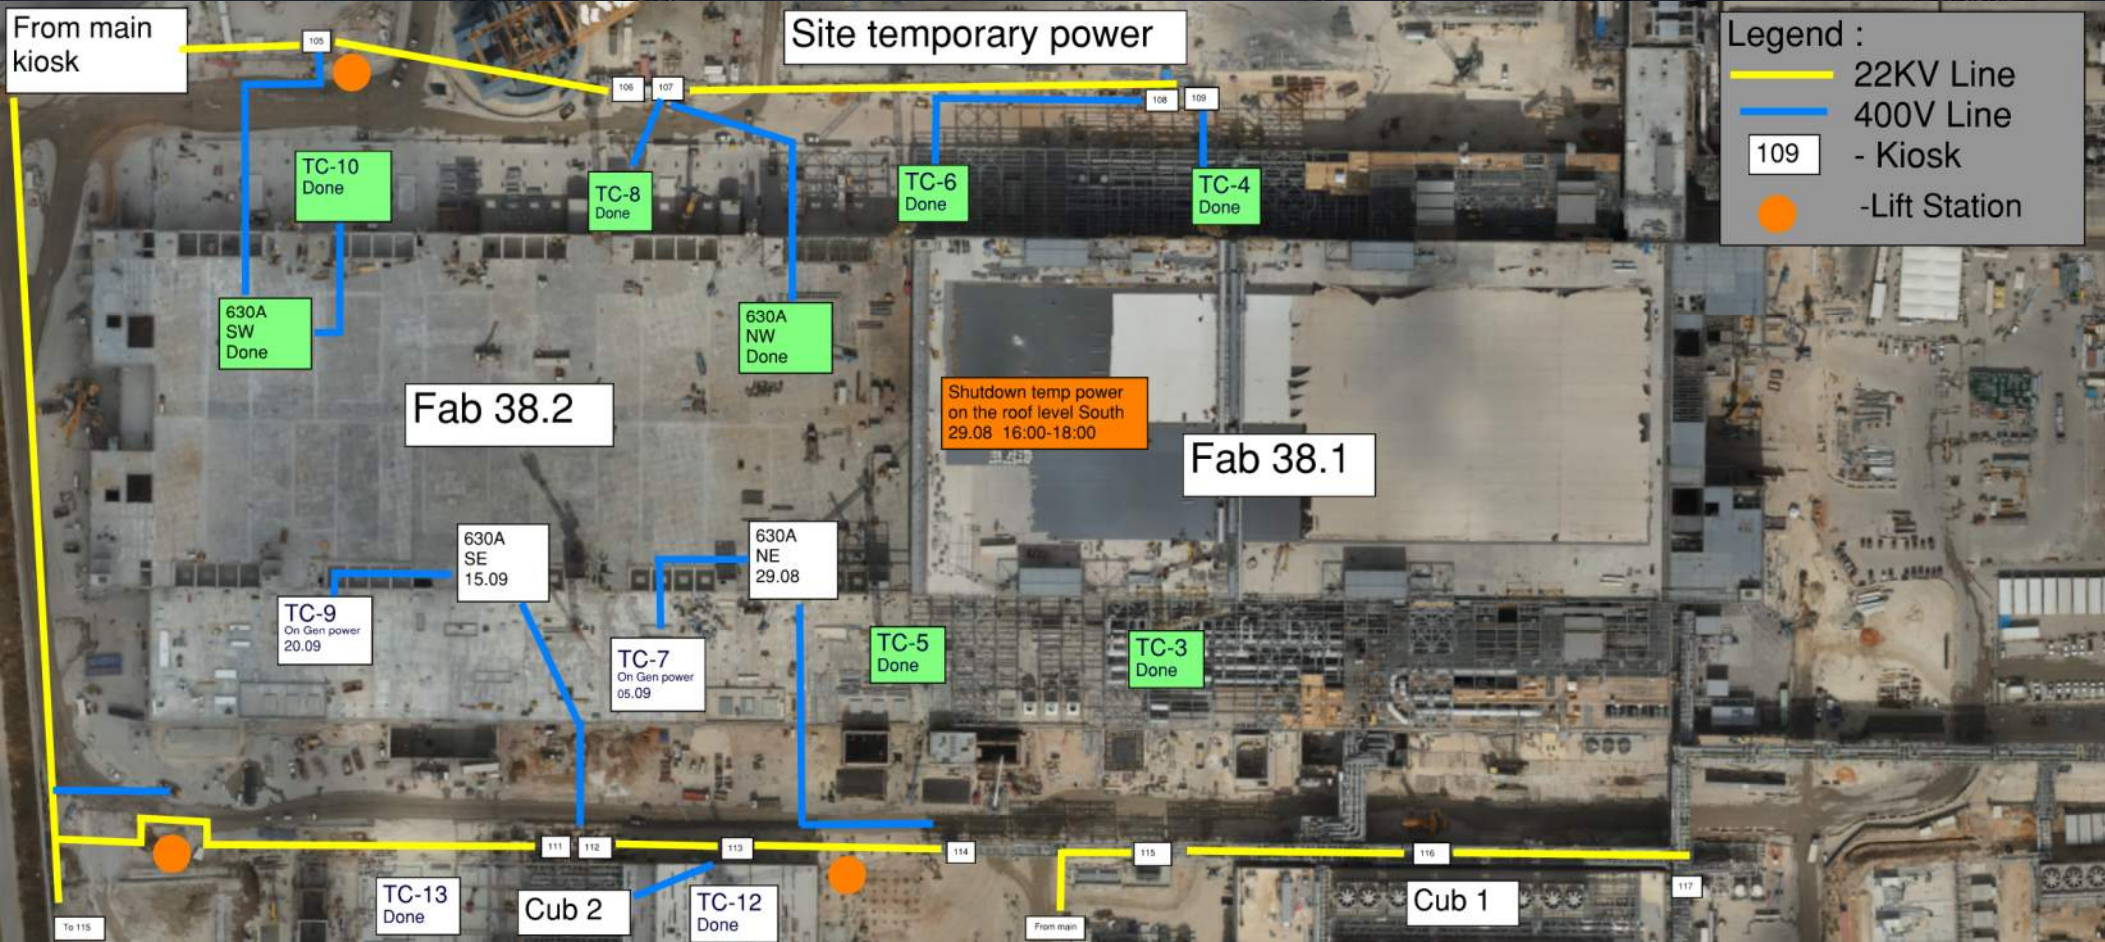 From main
kiosk
105
Site temporary power
106
107
108
109
Legend :
22KV Line
400V Line
109
- Kiosk
-Lift Station
TC-10
Done
TC-8
Done
TC-6
Done
TC-4
Done
630A
SW
Done
630A
NW
Done
Fab 38.2
Shutdown temp power
on the roof level South
29.08 16:00-18:00
Fab 38.1
630A
SE
15.09
630A
NE
29.08
TC-9
On Gen power
20.09
TC-7
On Gen power
05.09
TC-5
Done
TC-3
Done
111
112
113
114
115
116
117
TC-13
Done
Cub 2
TC-12
Done
Cub 1
To 115
From main